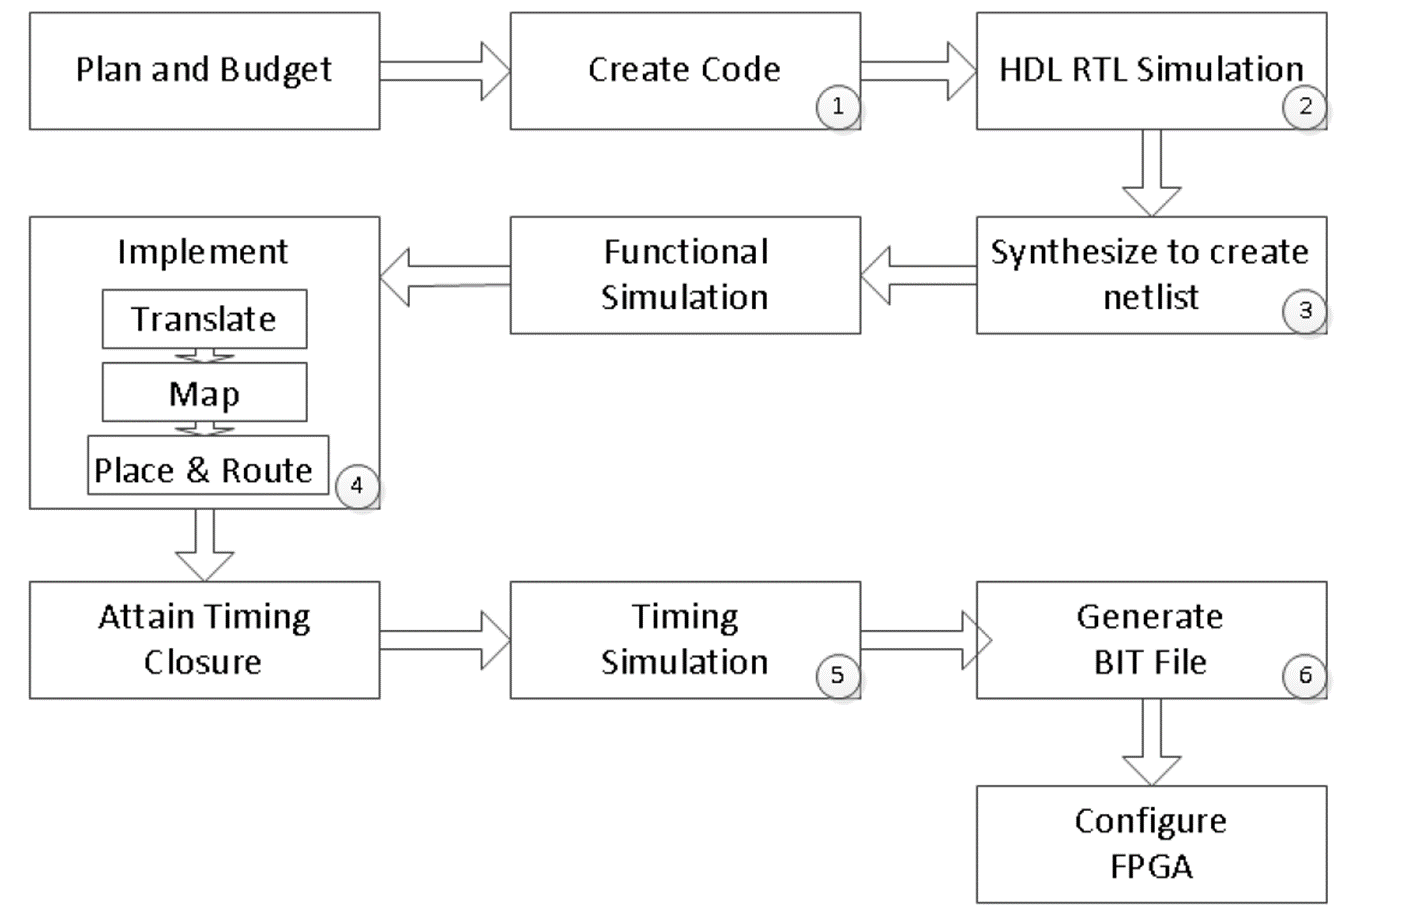 Plan and Budget
Create Code
1
HDL RTL Simulation
2
Implement
Translate
Map
Place & Route
4
Functional
Simulation
Synthesize to create
netlist
3
Attain Timing
Closure
Timing
Simulation
5
Generate
BIT File
6
Configure
FPGA